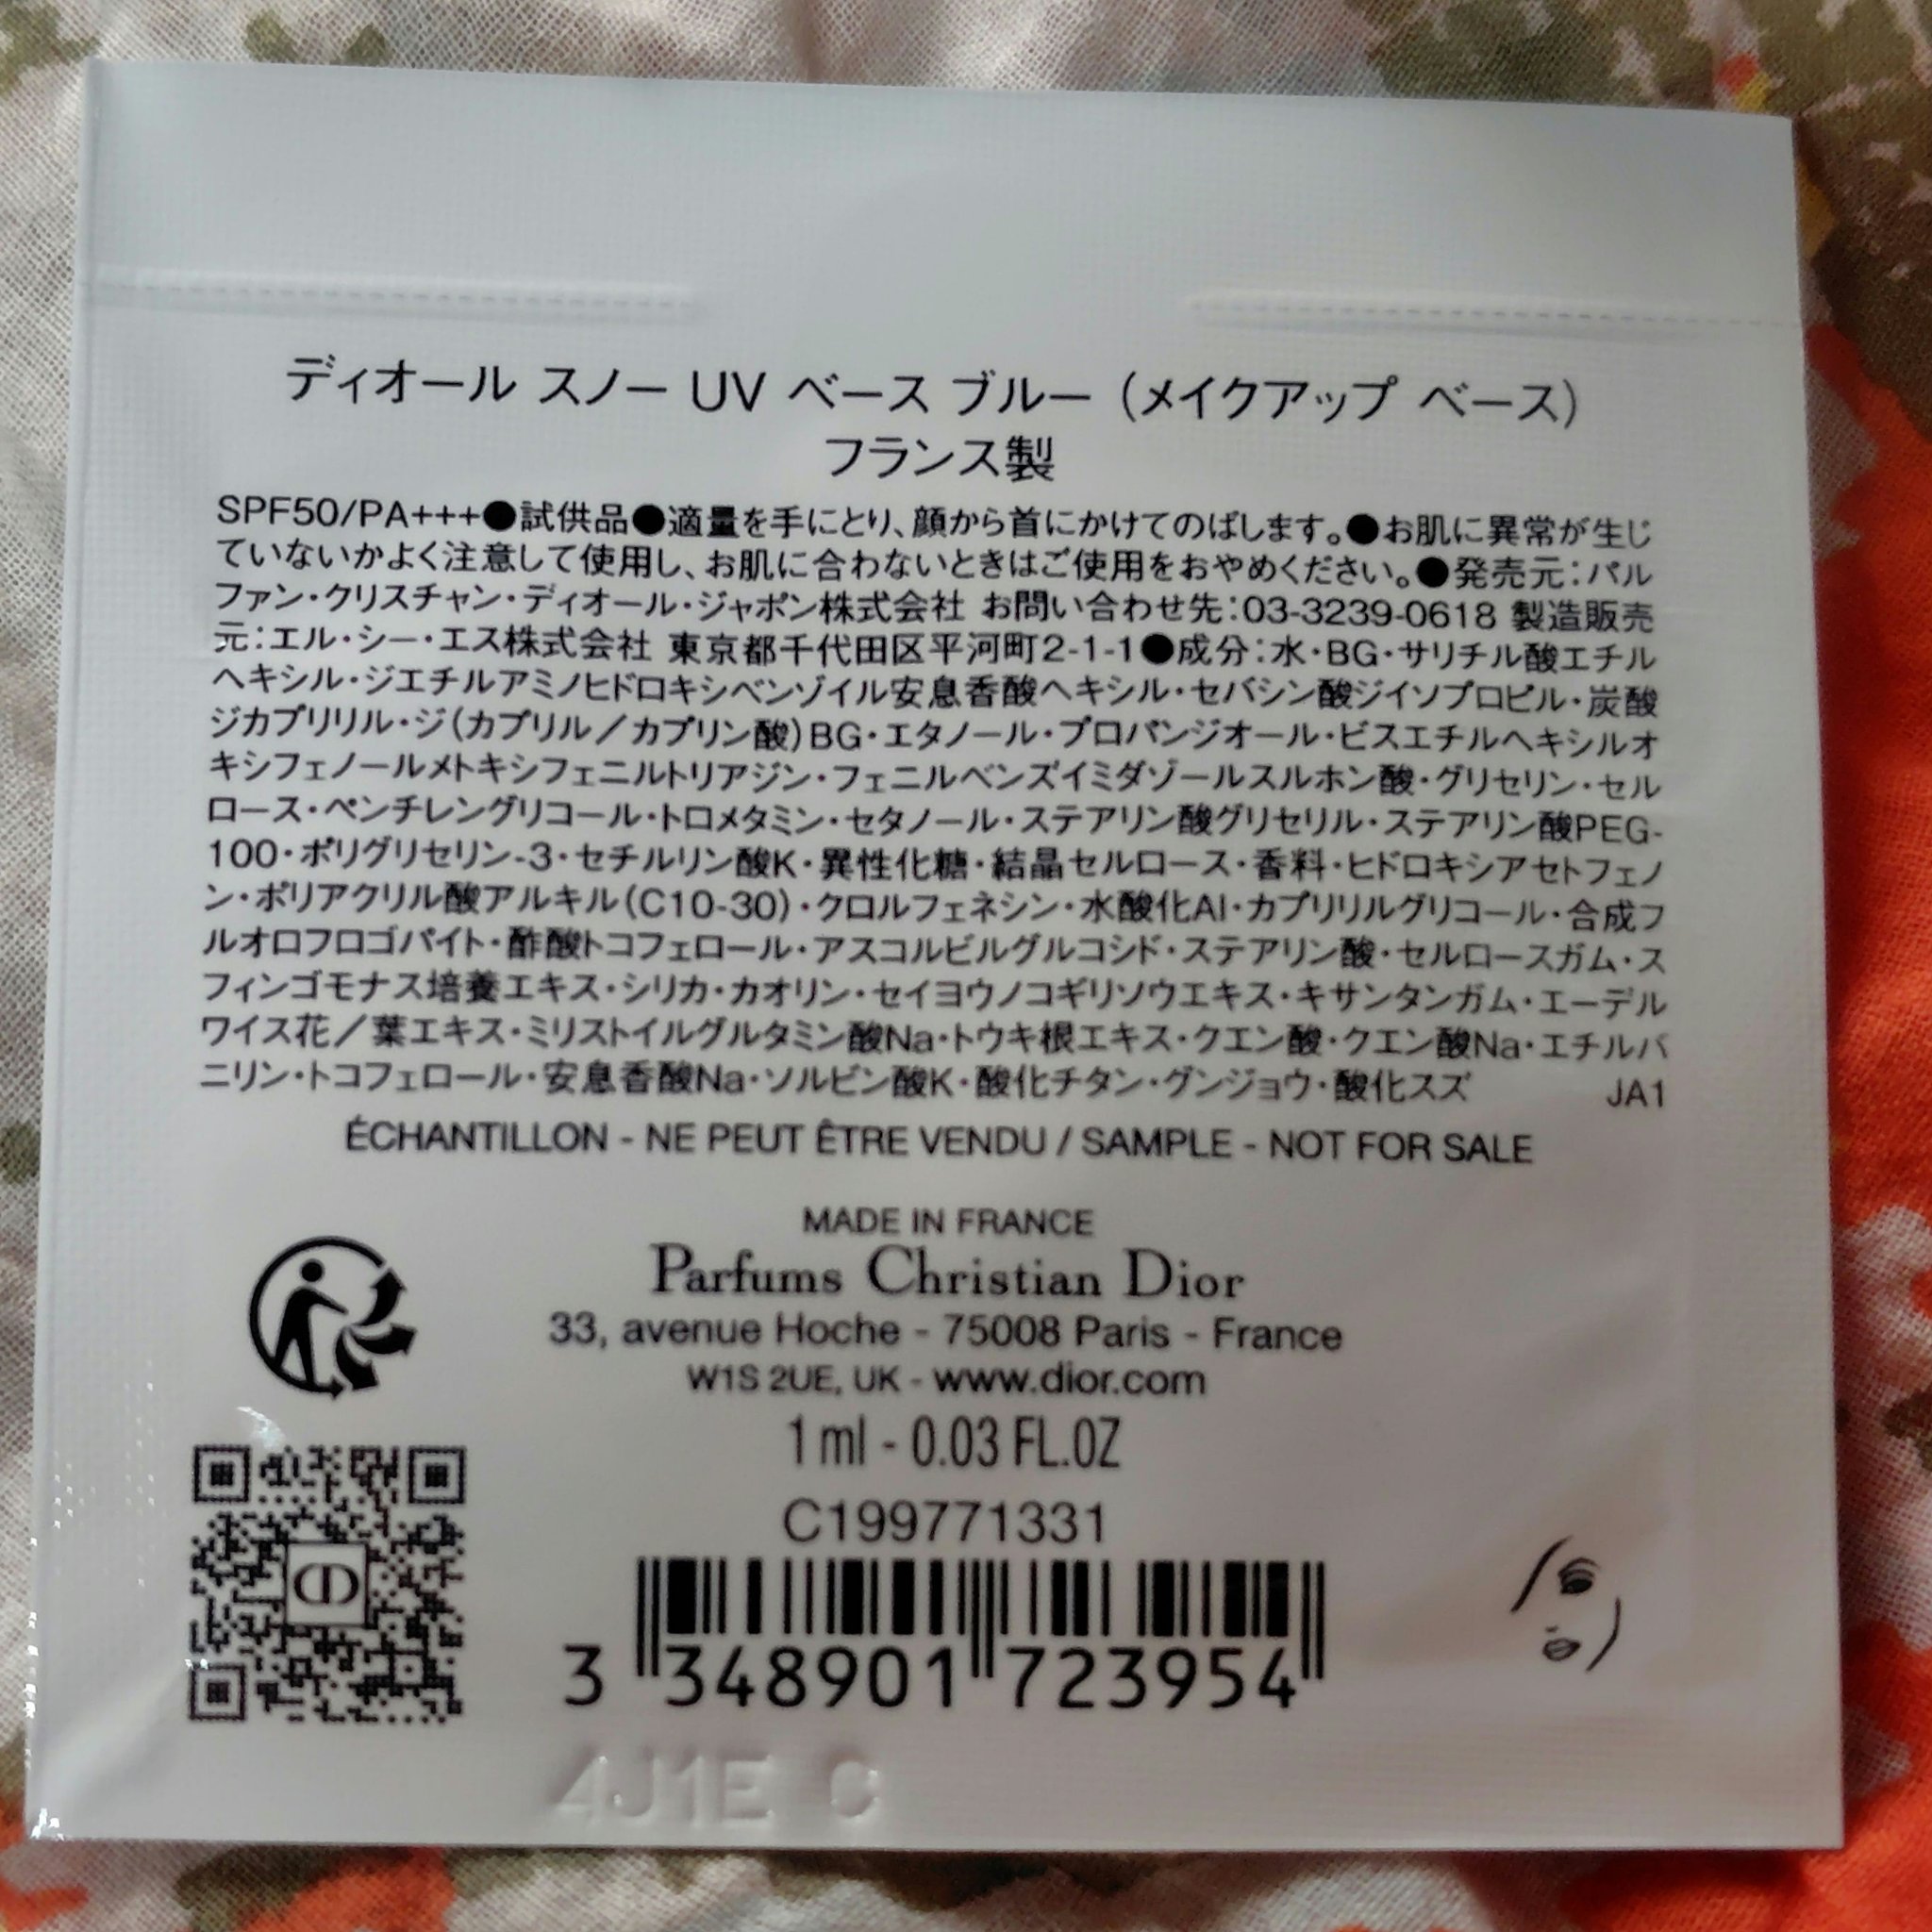 ディオール スノー UV ベース ブルー（メイクアップ ベース）
フランス製
SPF50/PA+++●試供品●適量を手にとり、顔から首にかけてのばします。●お肌に異常が生じ
ていないかよく注意して使用し、お肌に合わないときはご使用をおやめください。●発売元：パル
ファン・クリスチャン・ディオール・ジャポン株式会社 お問い合わせ先：03-3239-0618 製造販売
元：エル・シー・エス株式会社 東京都千代田区平河町2-1-1●成分：水・BG・サリチル酸エチル
ヘキシル・ジエチルアミノヒドロキシベンゾイル安息香酸ヘキシル・セバシン酸ジイソプロピル・炭酸
ジカプリリル・ジ（カプリル／カプリン酸）BG・エタノール・プロパンジオール・ビスエチルヘキシルオ
キシフェノールメトキシフェニルトリアジン・フェニルベンズイミダゾールスルホン酸・グリセリン・セル
ロース・ペンチレングリコール・トロメタミン・セタノール・ステアリン酸グリセリル・ステアリン酸PEG-
100・ポリグリセリン-3・セチルリン酸K・異性化糖・結晶セルロース・香料・ヒドロキシアセトフェノ
ン・ポリアクリル酸アルキル（C10-30）・クロルフェネシン・水酸化Al・カプリリルグリコール・合成フ
ルオロフロゴパイト・酢酸トコフェロール・アスコルビルグルコシド・ステアリン酸・セルロースガム・ス
フィンゴモナス培養エキス・シリカ・カオリン・セイヨウノコギリソウエキス・キサンタンガム・エーデル
ワイス花／葉エキス・ミリストイルグルタミン酸Na・トウキ根エキス・クエン酸・クエン酸Na・エチルバ
ニリン・トコフェロール・安息香酸Na・ソルビン酸K・酸化チタン・グンジョウ・酸化スズ JA1
ÉCHANTILLON - NE PEUT ÊTRE VENDU / SAMPLE - NOT FOR SALE
MADE IN FRANCE
Parfums Christian Dior
33, avenue Hoche - 75008 Paris - France
W1S 2UE, UK - www.dior.com
1 ml - 0.03 FL.OZ
C199771331
3 348901 723954
4J1E C